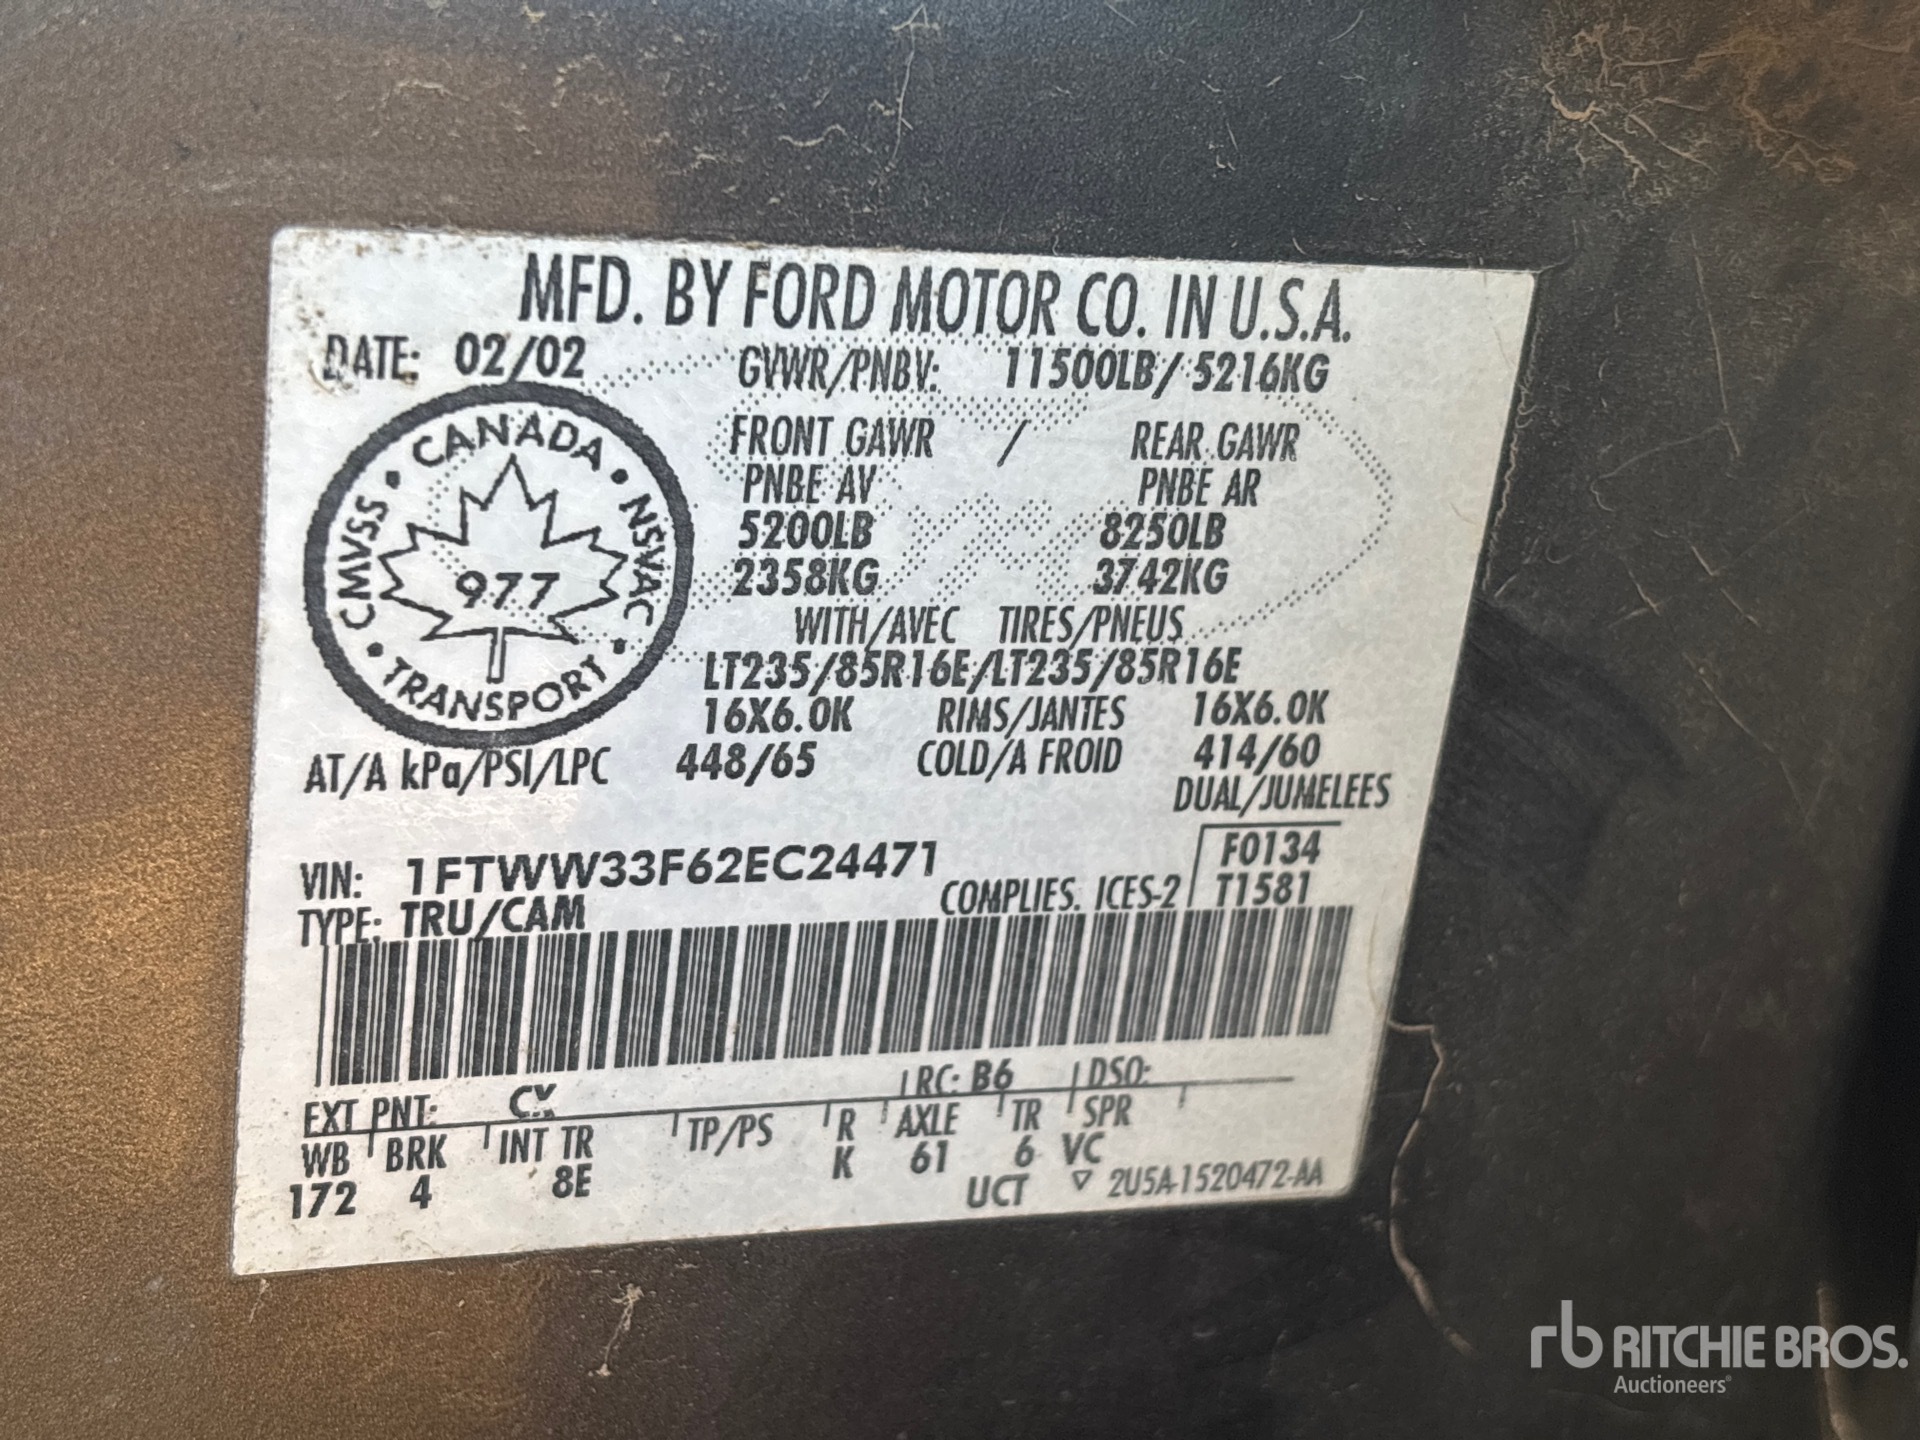 MFD. BY FORD MOTOR CO. IN U.S.A.
DATE: 02/02 GVWR/PNBV: 11500LB/ 5216KG
CANADA • NSVAC • TRANSPORT • CMVSS •
977
FRONT GAWR / REAR GAWR
PNBE AV PNBE AR
5200LB 8250LB
2358KG 3742KG
WITH/AVEC TIRES/PNEUS
LT235/85R16E/LT235/85R16E
16X6.0K RIMS/JANTES 16X6.0K
AT/A kPa/PSI/LPC 448/65 COLD/A FROID 414/60
DUAL/JUMELEES
VIN: 1FTWW33F62EC24471 F0134
TYPE: TRU/CAM COMPLIES. ICES-2 T1581
EXT PNT: CX RC: B6 DSO:
WB BRK INT TR TP/PS R AXLE TR SPR
172 4 8E K 61 6 VC
UCT ▽ 2U5A-1520472-AA
rb RITCHIE BROS.
Auctioneers®